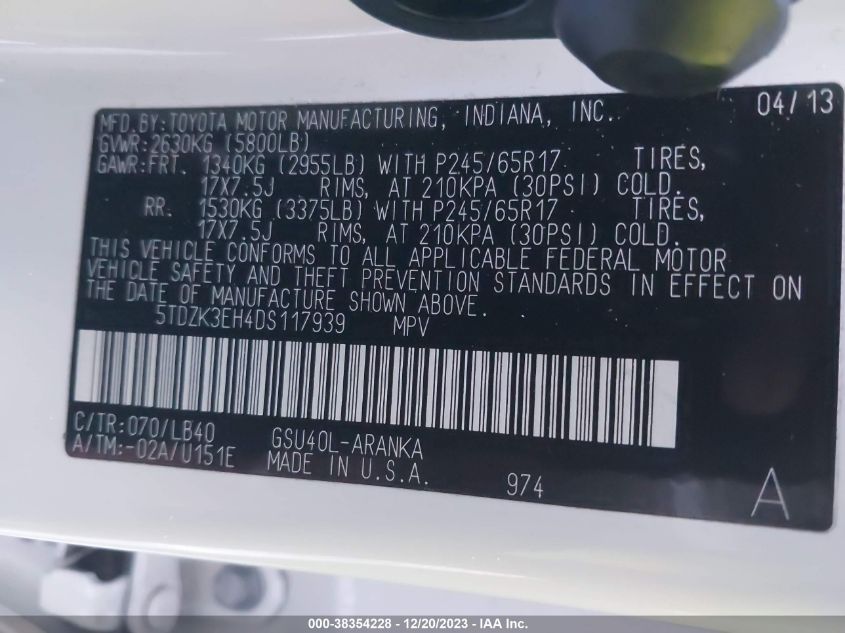 MFD.BY:TOYOTA MOTOR MANUFACTURING, INDIANA, INC. 04/13
GVWR:2630KG (5800LB)
GAWR:FRT. 1340KG (2955LB) WITH P245/65R17 TIRES,
17X7.5J RIMS, AT 210KPA (30PSI) COLD.
RR. 1530KG (3375LB) WITH P245/65R17 TIRES,
17X7.5J RIMS, AT 210KPA (30PSI) COLD.
THIS VEHICLE CONFORMS TO ALL APPLICABLE FEDERAL MOTOR
VEHICLE SAFETY AND THEFT PREVENTION STANDARDS IN EFFECT ON
THE DATE OF MANUFACTURE SHOWN ABOVE.
5TDZK3EH4DS117939 MPV
C/TR:070/LB40 GSU40L-ARANKA
A/TM:-02A/U151E MADE IN U.S.A. 974 A
000-38354228 - 12/20/2023 - IAA Inc.